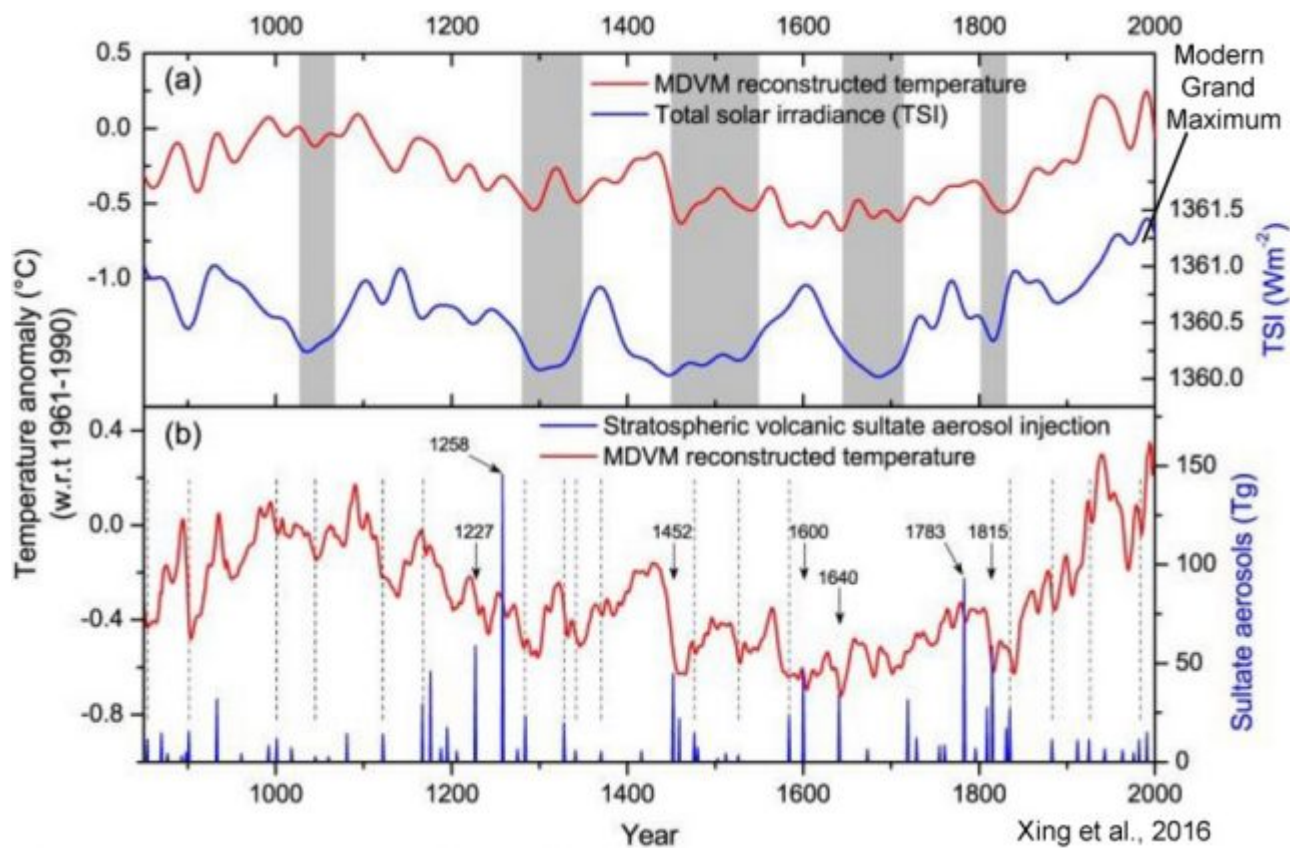 1000 1200 1400 1600 1800 2000
0.5
(a)
MDVM reconstructed temperature
Total solar irradiance (TSI)
Modern
Grand
Maximum
0.0
-0.5
-1.0
1361.5
1361.0
1360.5
1360.0
TSI (Wm-2)
Temperature anomaly (°C)
(w.r.t 1961-1990)
(b)
Stratospheric volcanic sultate aerosol injection
MDVM reconstructed temperature
0.4
0.0
-0.4
-0.8
1258
1227
1452
1600
1640
1783
1815
150
100
50
0
Sultate aerosols (Tg)
1000 1200 1400 1600 1800 2000
Year
Xing et al., 2016